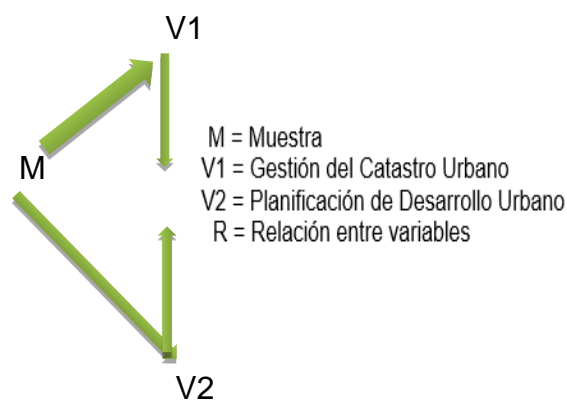 V1
M
M = Muestra
V1 = Gestión del Catastro Urbano
V2 = Planificación de Desarrollo Urbano
R = Relación entre variables
V2